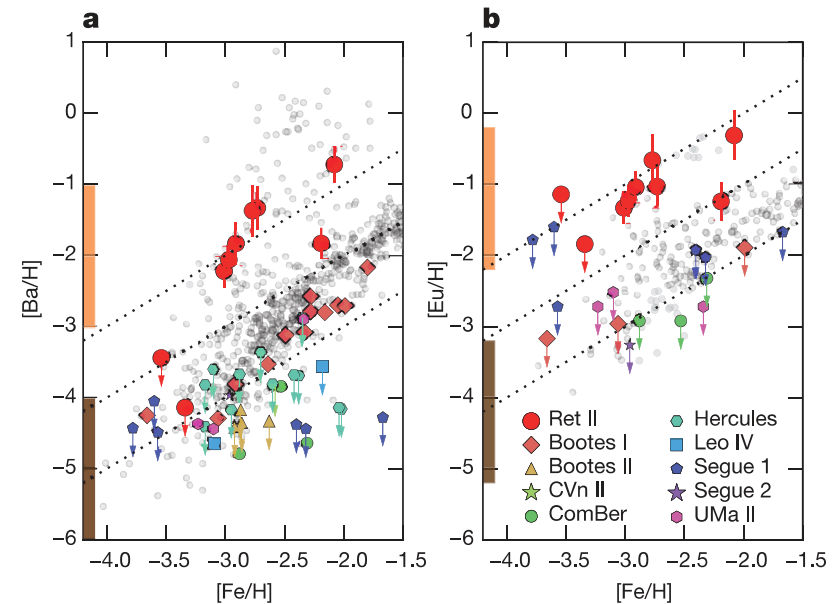 a
b
1
0
−1
−2
−3
−4
−5
−6
[Ba/H]
−4.0 −3.5 −3.0 −2.5 −2.0 −1.5
[Fe/H]
1
0
−1
−2
−3
−4
−5
−6
[Eu/H]
−4.0 −3.5 −3.0 −2.5 −2.0 −1.5
[Fe/H]
Ret II
Bootes I
Bootes II
CVn II
ComBer
Hercules
Leo IV
Segue 1
Segue 2
UMa II